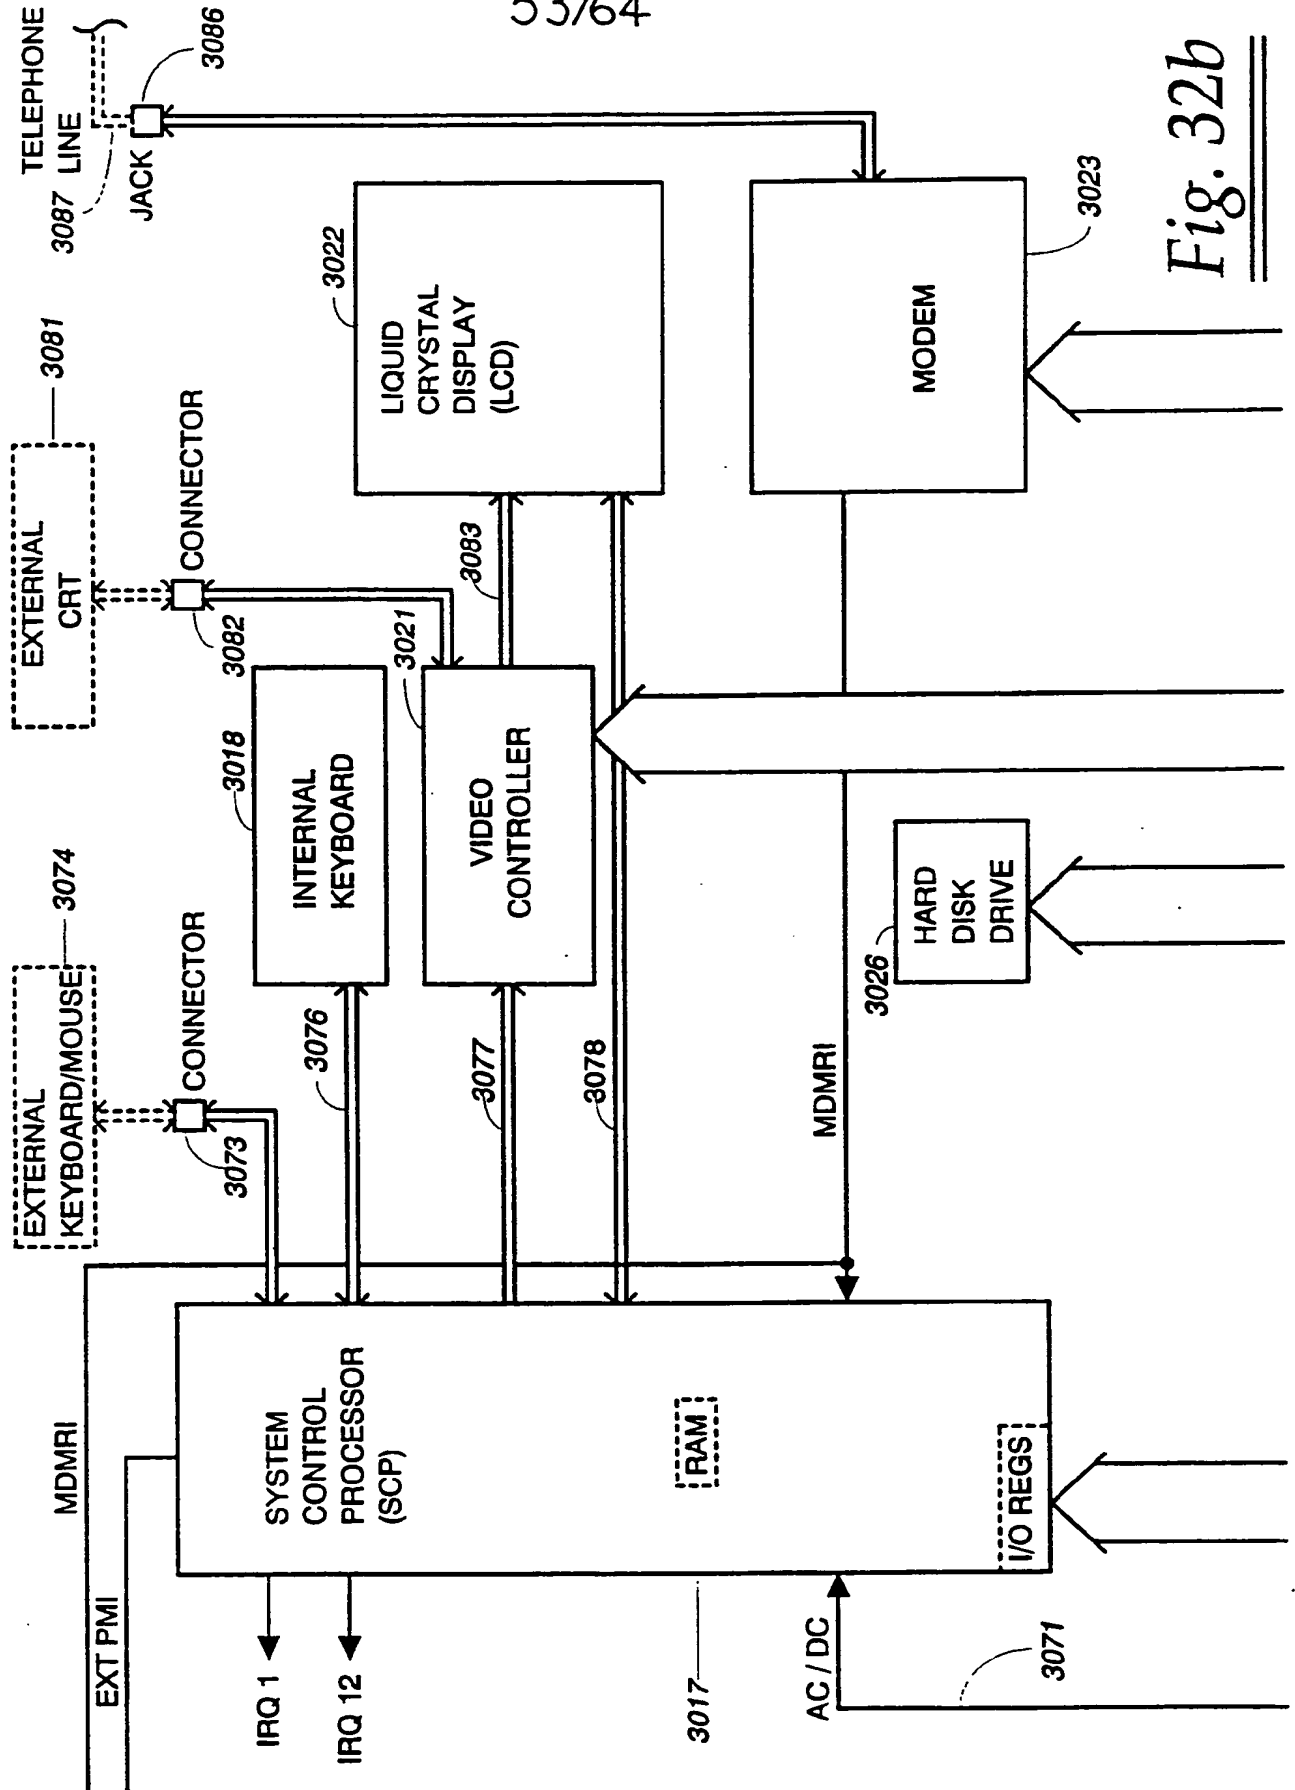 53/64
MDMRI
EXT PMI
IRQ 1
IRQ 12
SYSTEM
CONTROL
PROCESSOR
(SCP)
RAM
I/O REGS
3017
AC / DC
3071
EXTERNAL
KEYBOARD/MOUSE
3074
CONNECTOR
3073
3076
3077
3078
MDMRI
INTERNAL
KEYBOARD
3018
VIDEO
CONTROLLER
3021
HARD
DISK
DRIVE
3026
EXTERNAL
CRT
3081
CONNECTOR
3082
3083
LIQUID
CRYSTAL
DISPLAY
(LCD)
3022
MODEM
3023
TELEPHONE
LINE
3087
JACK
3086
Fig. 32b